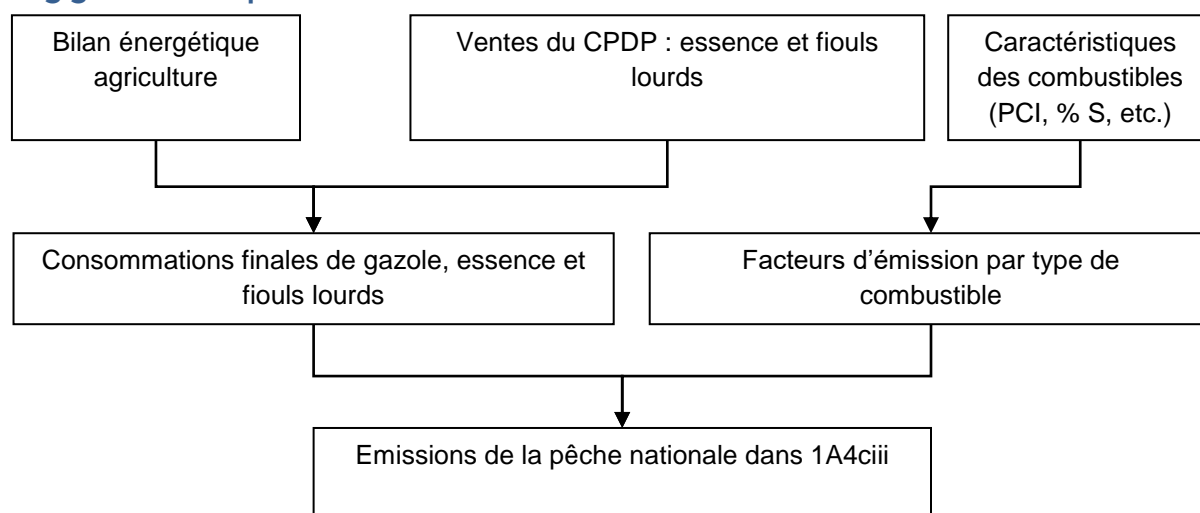 Bilan énergétique
agriculture
Ventes du CPDP : essence et fiouls
lourds
Caractéristiques
des combustibles
(PCI, % S, etc.)
Consommations finales de gazole, essence et
fiouls lourds
Facteurs d’émission par type de
combustible
Emissions de la pêche nationale dans 1A4ciii